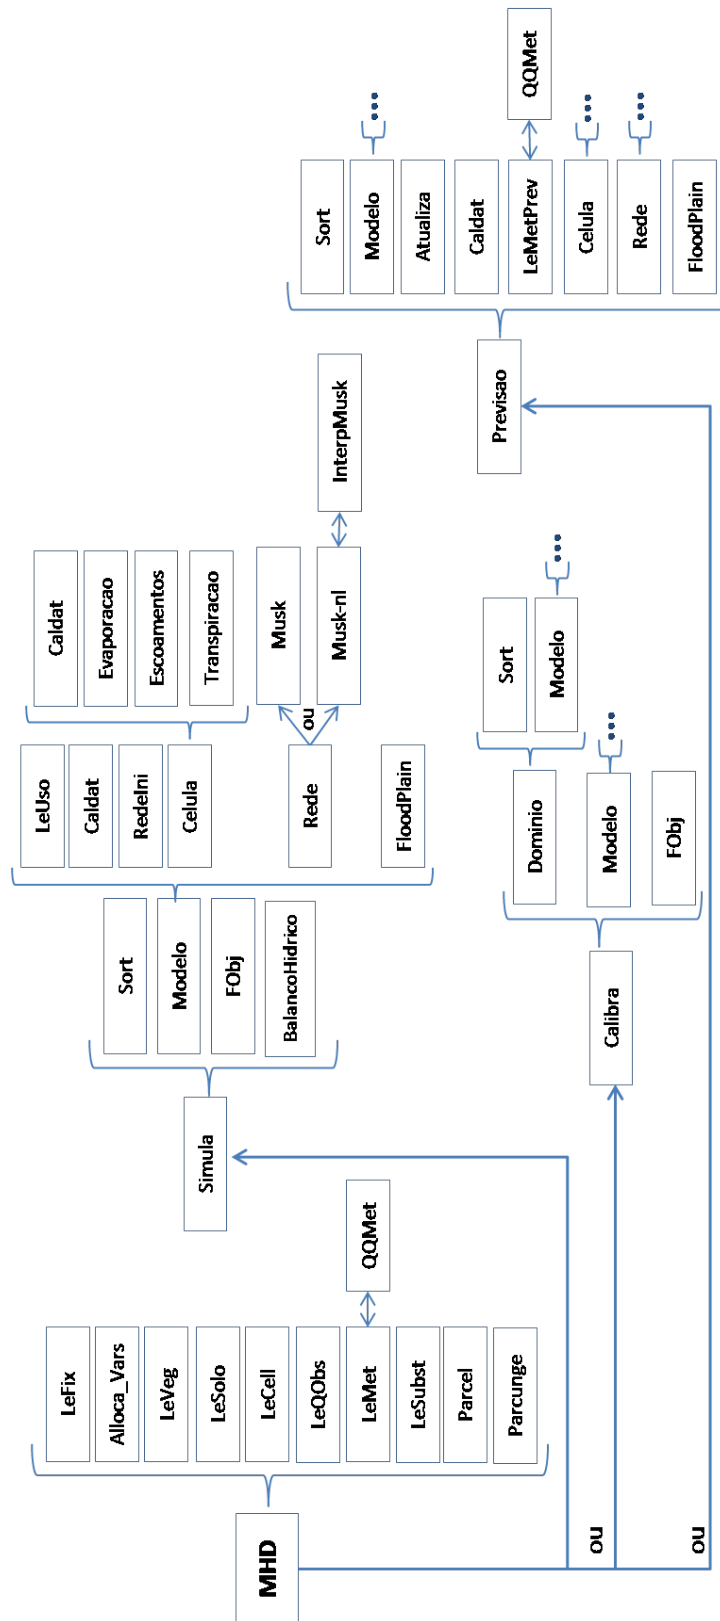 MHD
LeFix
Alloca_Vars
LeVeg
LeSolo
LeCell
LeQObs
LeMet
LeSubst
Parcel
Parcunge
QQMet
ou
ou
Simula
Sort
Modelo
FObj
BalancoHidrico
LeUso
Caldat
RedeIni
Celula
Rede
FloodPlain
Caldat
Evaporacao
Escoamentos
Transpiracao
ou
Musk
Musk-nl
InterpMusk
Calibra
Dominio
Modelo
...
FObj
Sort
Modelo
...
Previsao
Sort
Modelo
...
Atualiza
Caldat
LeMetPrev
QQMet
Celula
...
Rede
...
FloodPlain